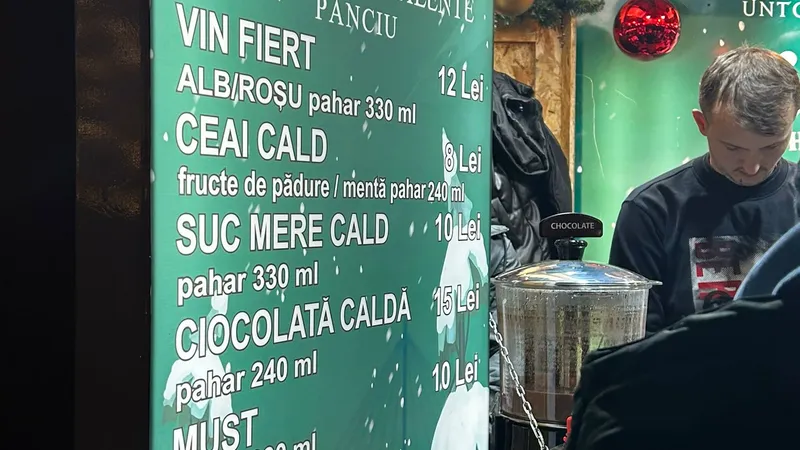 PANCIU
VIN FIERT
12 Lei
ALB/ROȘU pahar 330 ml
CEAI CALD
8 Lei
fructe de pădure / mentă pahar 240 ml
SUC MERE CALD
10 Lei
pahar 330 ml
CIOCOLATĂ CALDĂ
15 Lei
pahar 240 ml
10 Lei
MUST
ml
CHOCOLATE
UNTO